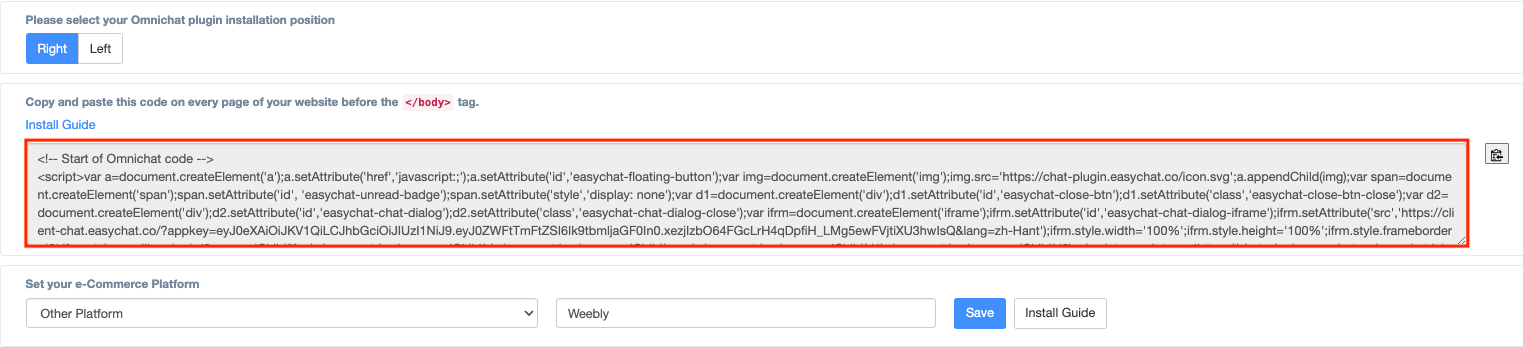 Please select your Omnichat plugin installation position
Right Left
Copy and paste this code on every page of your website before the </body> tag.
Install Guide
<!-- Start of Omnichat code -->
<script>var a=document.createElement('a');a.setAttribute('href','javascript:;');a.setAttribute('id','easychat-floating-button');var img=document.createElement('img');img.src='https://chat-plugin.easychat.co/icon.svg';a.appendChild(img);var span=docume
nt.createElement('span');span.setAttribute('id', 'easychat-unread-badge');span.setAttribute('style','display: none');var d1=document.createElement('div');d1.setAttribute('id','easychat-close-btn');d1.setAttribute('class','easychat-close-btn-close');var d2=
document.createElement('div');d2.setAttribute('id','easychat-chat-dialog');d2.setAttribute('class','easychat-chat-dialog-close');var ifrm=document.createElement('iframe');ifrm.setAttribute('id','easychat-chat-dialog-iframe');ifrm.setAttribute('src','https://cli
ent-chat.easychat.co/?appkey=eyJ0eXAiOiJKV1QiLCJhbGciOiJIUzI1NiJ9.eyJ0ZWFtTmFtZSI6Ik9tbmljaGF0In0.xezjIzbO64FGcLrH4qDpfiH_LMg5ewFVjtiXU3hwIsQ&lang=zh-Hant');ifrm.style.width='100%';ifrm.style.height='100%';ifrm.style.frameborder
Set your e-Commerce Platform
Other Platform Weebly Save Install Guide